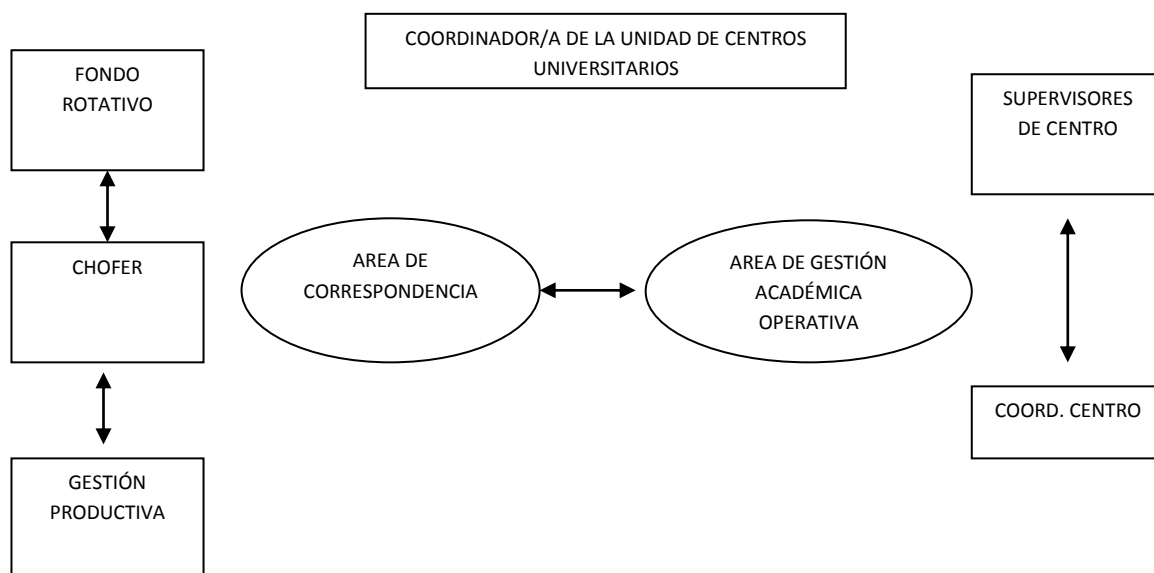 COORDINADOR/A DE LA UNIDAD DE CENTROS
UNIVERSITARIOS
FONDO
ROTATIVO
SUPERVISORES
DE CENTRO
CHOFER
AREA DE
CORRESPONDENCIA
AREA DE GESTIÓN
ACADÉMICA
OPERATIVA
COORD. CENTRO
GESTIÓN
PRODUCTIVA